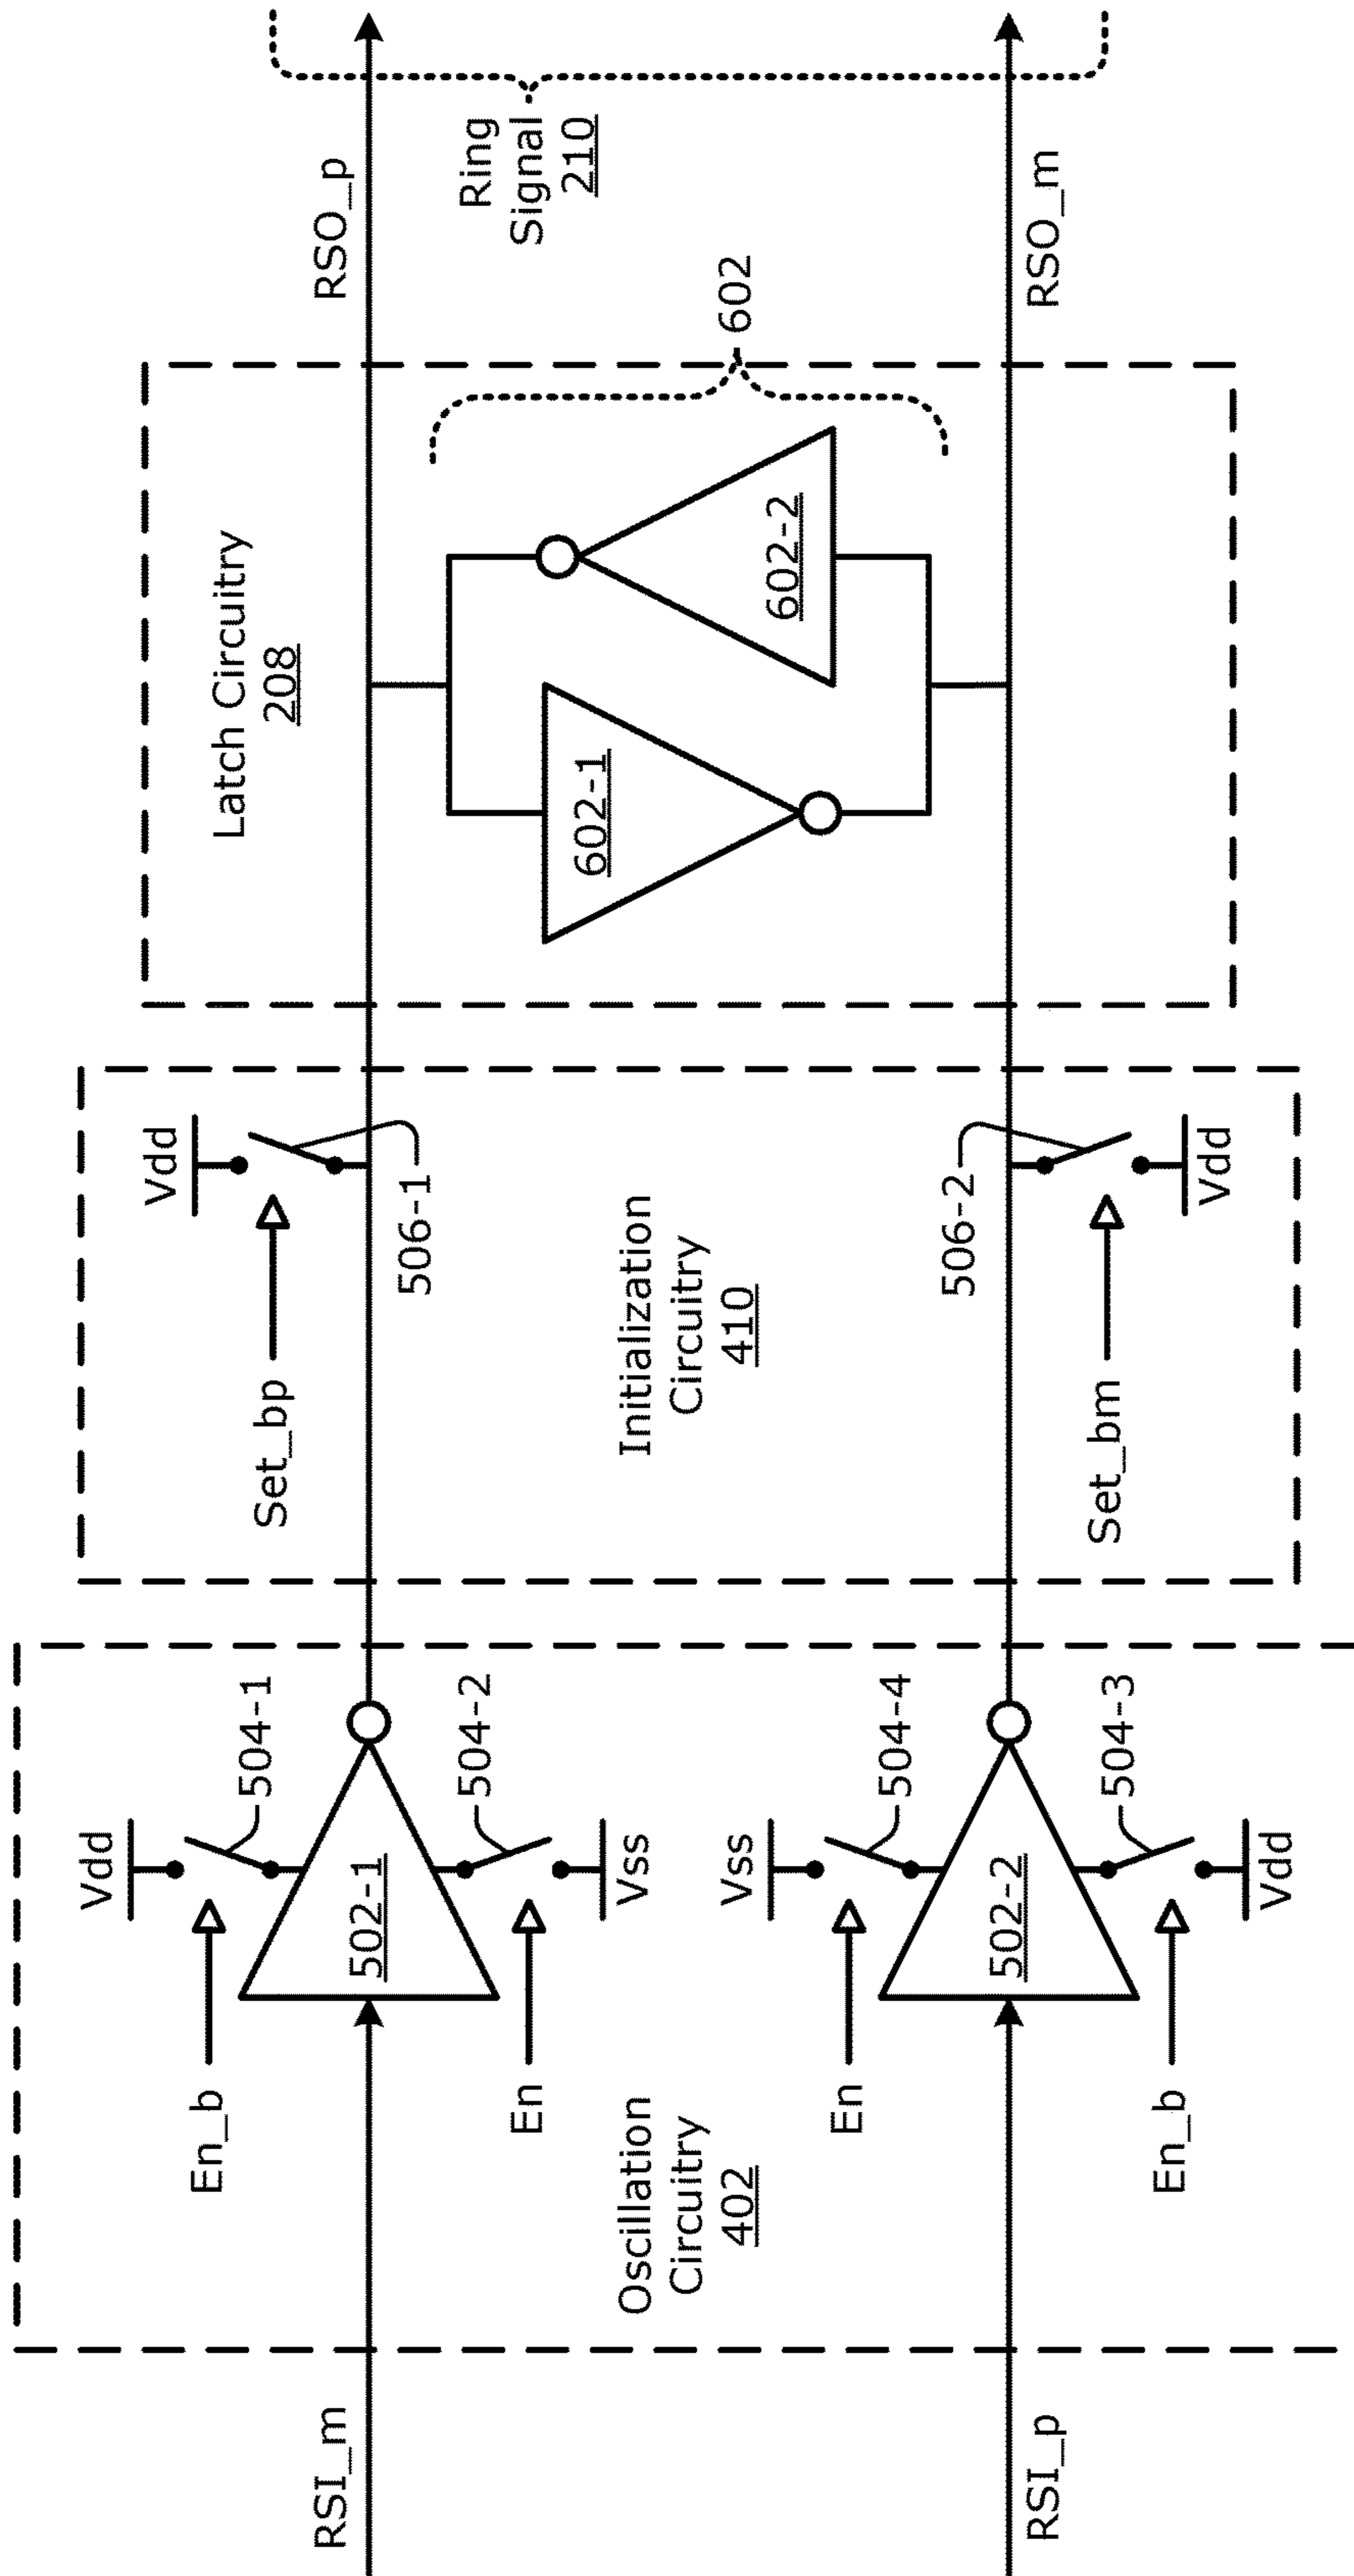 RSI_m
RSI_p
Oscillation
Circuitry
402
En_b
Vdd
504-1
502-1
504-2
En
Vss
Vss
En
504-4
502-2
504-3
En_b
Vdd
Initialization
Circuitry
410
Set_bp
Vdd
506-1
506-2
Set_bm
Vdd
Latch Circuitry
208
602-1
602-2
602
RSO_p
Ring
Signal
210
RSO_m